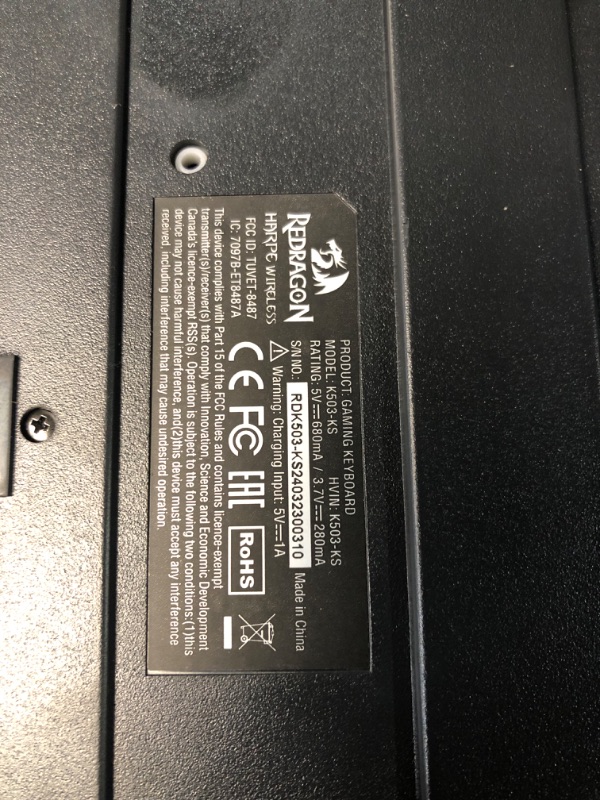 REDRAGON
HARPE WIRELESS
FCC ID: TUVET-8487
IC: 7097B-ET8487A
PRODUCT: GAMING KEYBOARD
MODEL: K503-KS HVIN: K503-KS
RATING: 5V⎓680mA / 3.7V⎓280mA
S/N NO.: RDK503-KS24032300310 Made in China
Warning: Charging Input: 5V⎓1A
CE FC EAC RoHS
This device complies with Part 15 of the FCC Rules and contains licence-exempt
transmitter(s)/receiver(s) that comply with Innovation, Science and Economic Development
Canada's licence-exempt RSS(s). Operation is subject to the following two conditions:(1)this
device may not cause harmful interference, and(2)this device must accept any interference
received, including interference that may cause undesired operation.